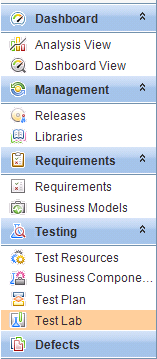 Dashboard
Analysis View
Dashboard View
Management
Releases
Libraries
Requirements
Requirements
Business Models
Testing
Test Resources
Business Compone...
Test Plan
Test Lab
Defects